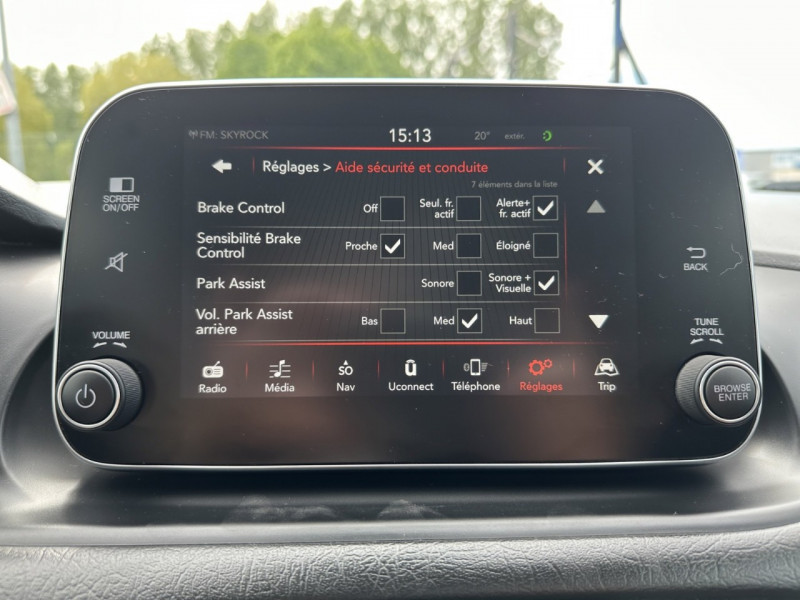 FM: SKYROCK 15:13 20° extér.
Réglages > Aide sécurité et conduite
7 éléments dans la liste
SCREEN
ON/OFF
Brake Control Off Seul. fr.
actif Alerte+
fr. actif
Sensibilité Brake
Control Proche Med Éloigné
Park Assist Sonore Sonore +
Visuelle
Vol. Park Assist
arrière Bas Med Haut
BACK
VOLUME
TUNE
SCROLL
BROWSE
ENTER
Radio Média Nav Uconnect Téléphone Réglages Trip
SO
û